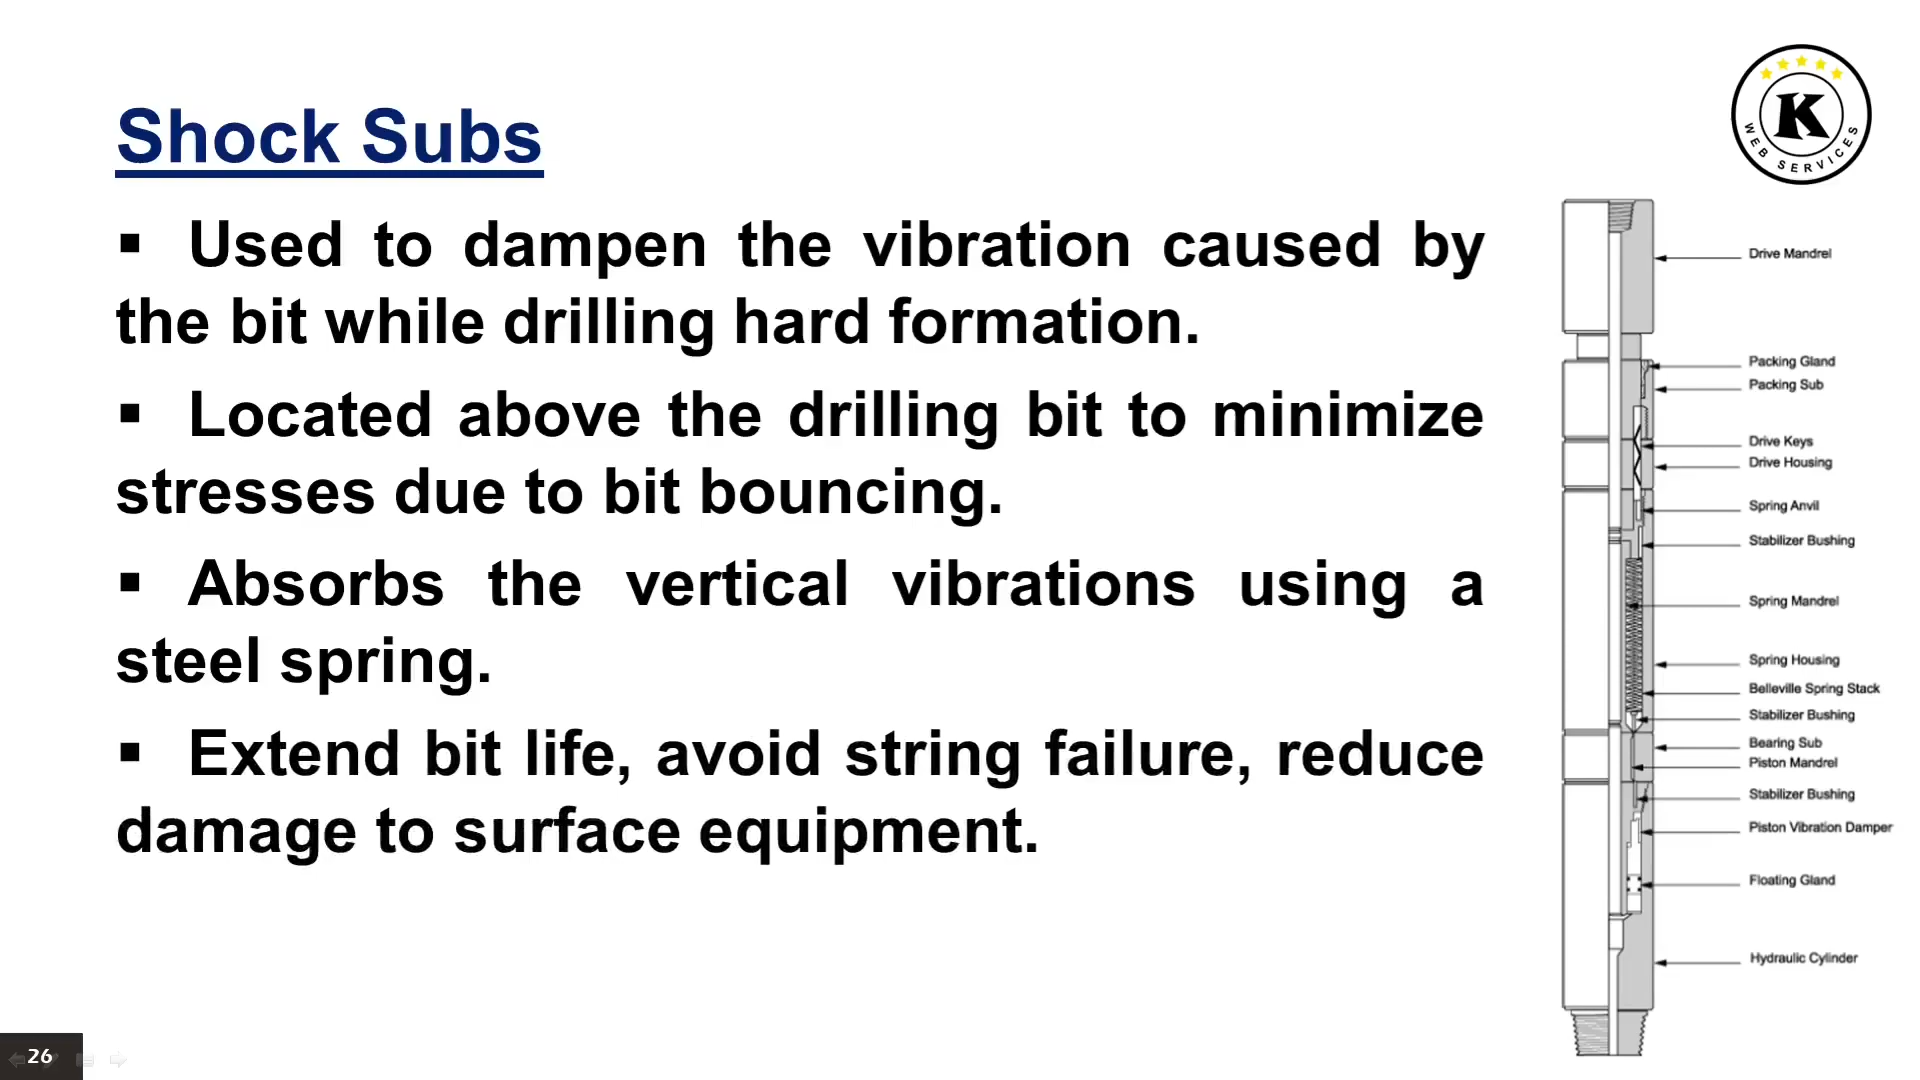 Shock Subs
▪ Used to dampen the vibration caused by
the bit while drilling hard formation.
▪ Located above the drilling bit to minimize
stresses due to bit bouncing.
▪ Absorbs the vertical vibrations using a
steel spring.
▪ Extend bit life, avoid string failure, reduce
damage to surface equipment.
K
WEB SERVICES
Drive Mandrel
Packing Gland
Packing Sub
Drive Keys
Drive Housing
Spring Anvil
Stabilizer Bushing
Spring Mandrel
Spring Housing
Belleville Spring Stack
Stabilizer Bushing
Bearing Sub
Piston Mandrel
Stabilizer Bushing
Piston Vibration Damper
Floating Gland
Hydraulic Cylinder
26